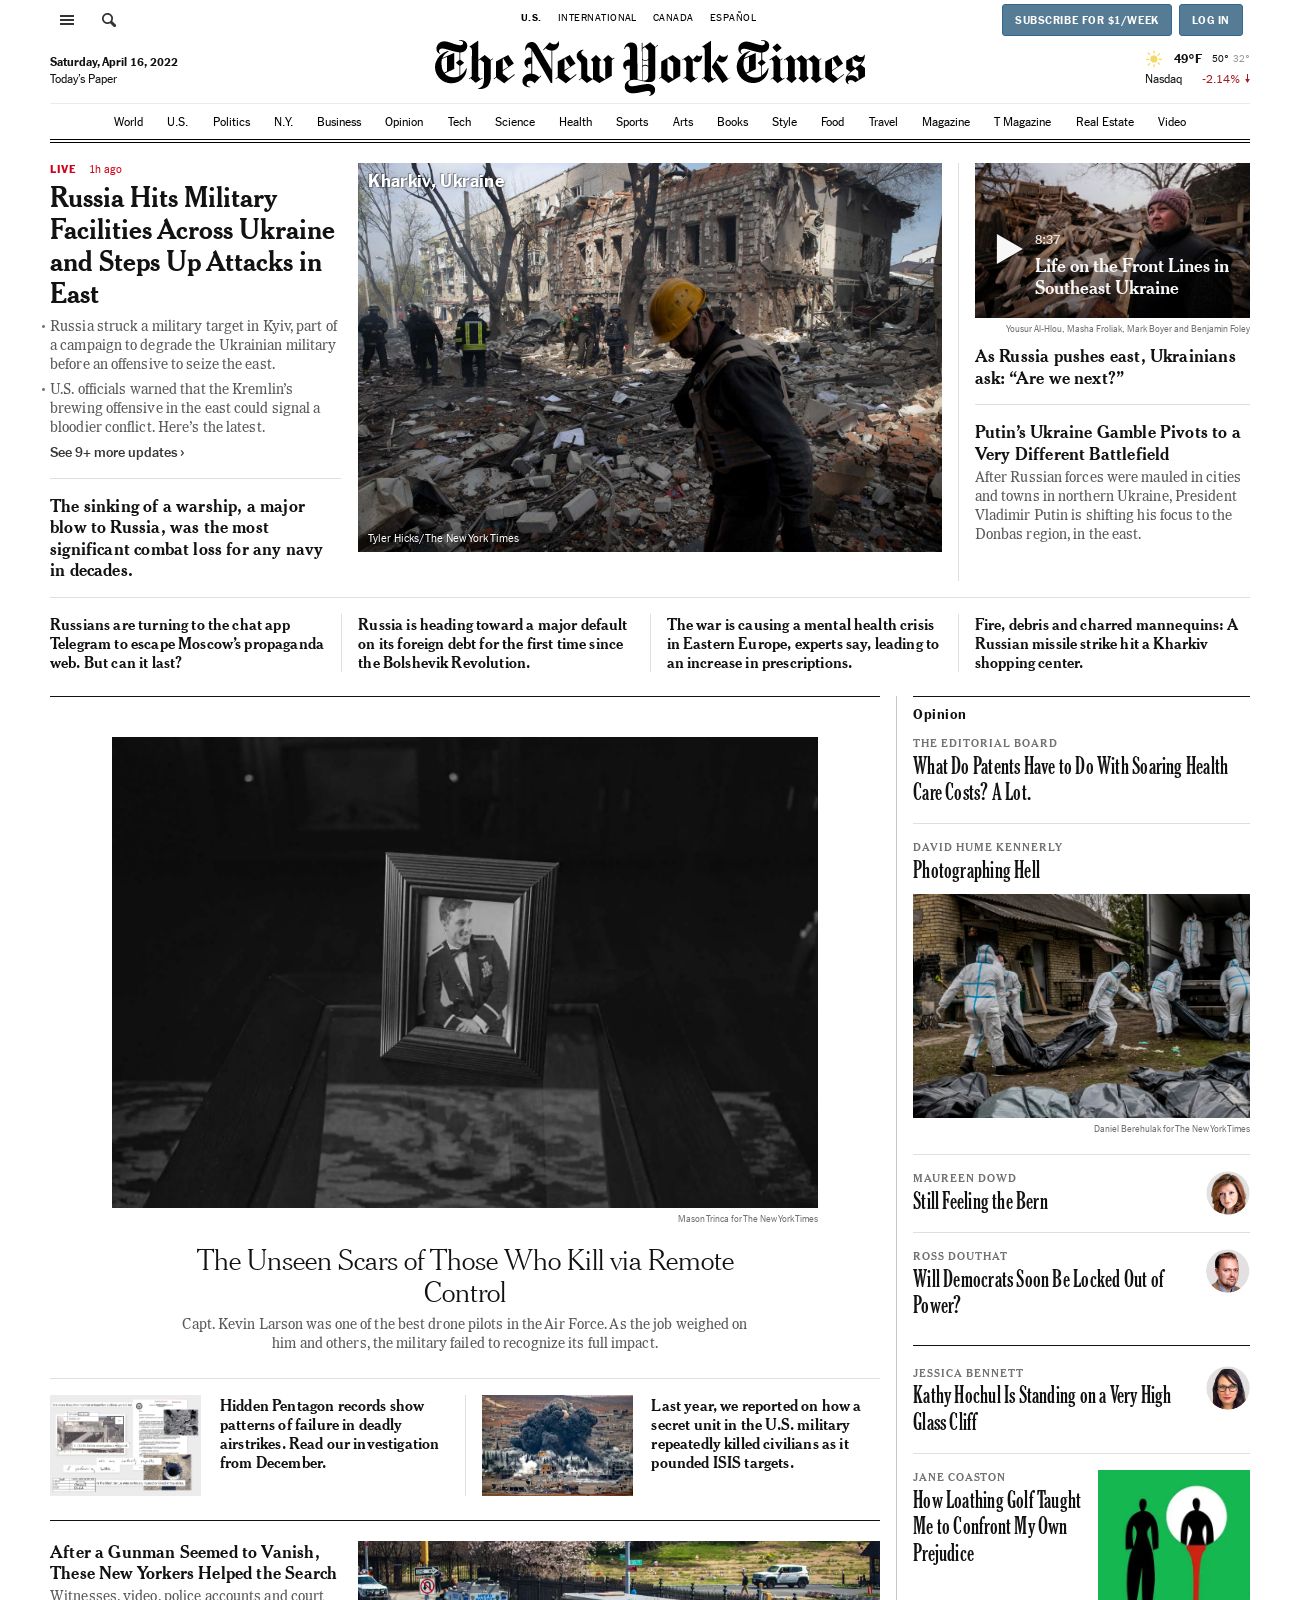 U.S. INTERNATIONAL CANADA ESPAÑOL
SUBSCRIBE FOR $1/WEEK LOG IN
Saturday, April 16, 2022
Today's Paper
The New York Times
49°F 50° 32°
Nasdaq -2.14%
World U.S. Politics N.Y. Business Opinion Tech Science Health Sports Arts Books Style Food Travel Magazine T Magazine Real Estate Video
LIVE 1h ago
Russia Hits Military
Facilities Across Ukraine
and Steps Up Attacks in
East
• Russia struck a military target in Kyiv, part of
a campaign to degrade the Ukrainian military
before an offensive to seize the east.
• U.S. officials warned that the Kremlin's
brewing offensive in the east could signal a
bloodier conflict. Here's the latest.
See 9+ more updates ›
The sinking of a warship, a major
blow to Russia, was the most
significant combat loss for any navy
in decades.
Kharkiv, Ukraine
Tyler Hicks/The New York Times
8:37
Life on the Front Lines in
Southeast Ukraine
Yousur Al-Hlou, Masha Froliak, Mark Boyer and Benjamin Foley
As Russia pushes east, Ukrainians
ask: “Are we next?”
Putin's Ukraine Gamble Pivots to a
Very Different Battlefield
After Russian forces were mauled in cities
and towns in northern Ukraine, President
Vladimir Putin is shifting his focus to the
Donbas region, in the east.
Russians are turning to the chat app
Telegram to escape Moscow's propaganda
web. But can it last?
Russia is heading toward a major default
on its foreign debt for the first time since
the Bolshevik Revolution.
The war is causing a mental health crisis
in Eastern Europe, experts say, leading to
an increase in prescriptions.
Fire, debris and charred mannequins: A
Russian missile strike hit a Kharkiv
shopping center.
Mason Trinca for The New York Times
The Unseen Scars of Those Who Kill via Remote
Control
Capt. Kevin Larson was one of the best drone pilots in the Air Force. As the job weighed on
him and others, the military failed to recognize its full impact.
Hidden Pentagon records show
patterns of failure in deadly
airstrikes. Read our investigation
from December.
Last year, we reported on how a
secret unit in the U.S. military
repeatedly killed civilians as it
pounded ISIS targets.
After a Gunman Seemed to Vanish,
These New Yorkers Helped the Search
Witnesses, video, police accounts and court
Opinion
THE EDITORIAL BOARD
What Do Patents Have to Do With Soaring Health
Care Costs? A Lot.
DAVID HUME KENNERLY
Photographing Hell
Daniel Berehulak for The New York Times
MAUREEN DOWD
Still Feeling the Bern
ROSS DOUTHAT
Will Democrats Soon Be Locked Out of
Power?
JESSICA BENNETT
Kathy Hochul Is Standing on a Very High
Glass Cliff
JANE COASTON
How Loathing Golf Taught
Me to Confront My Own
Prejudice